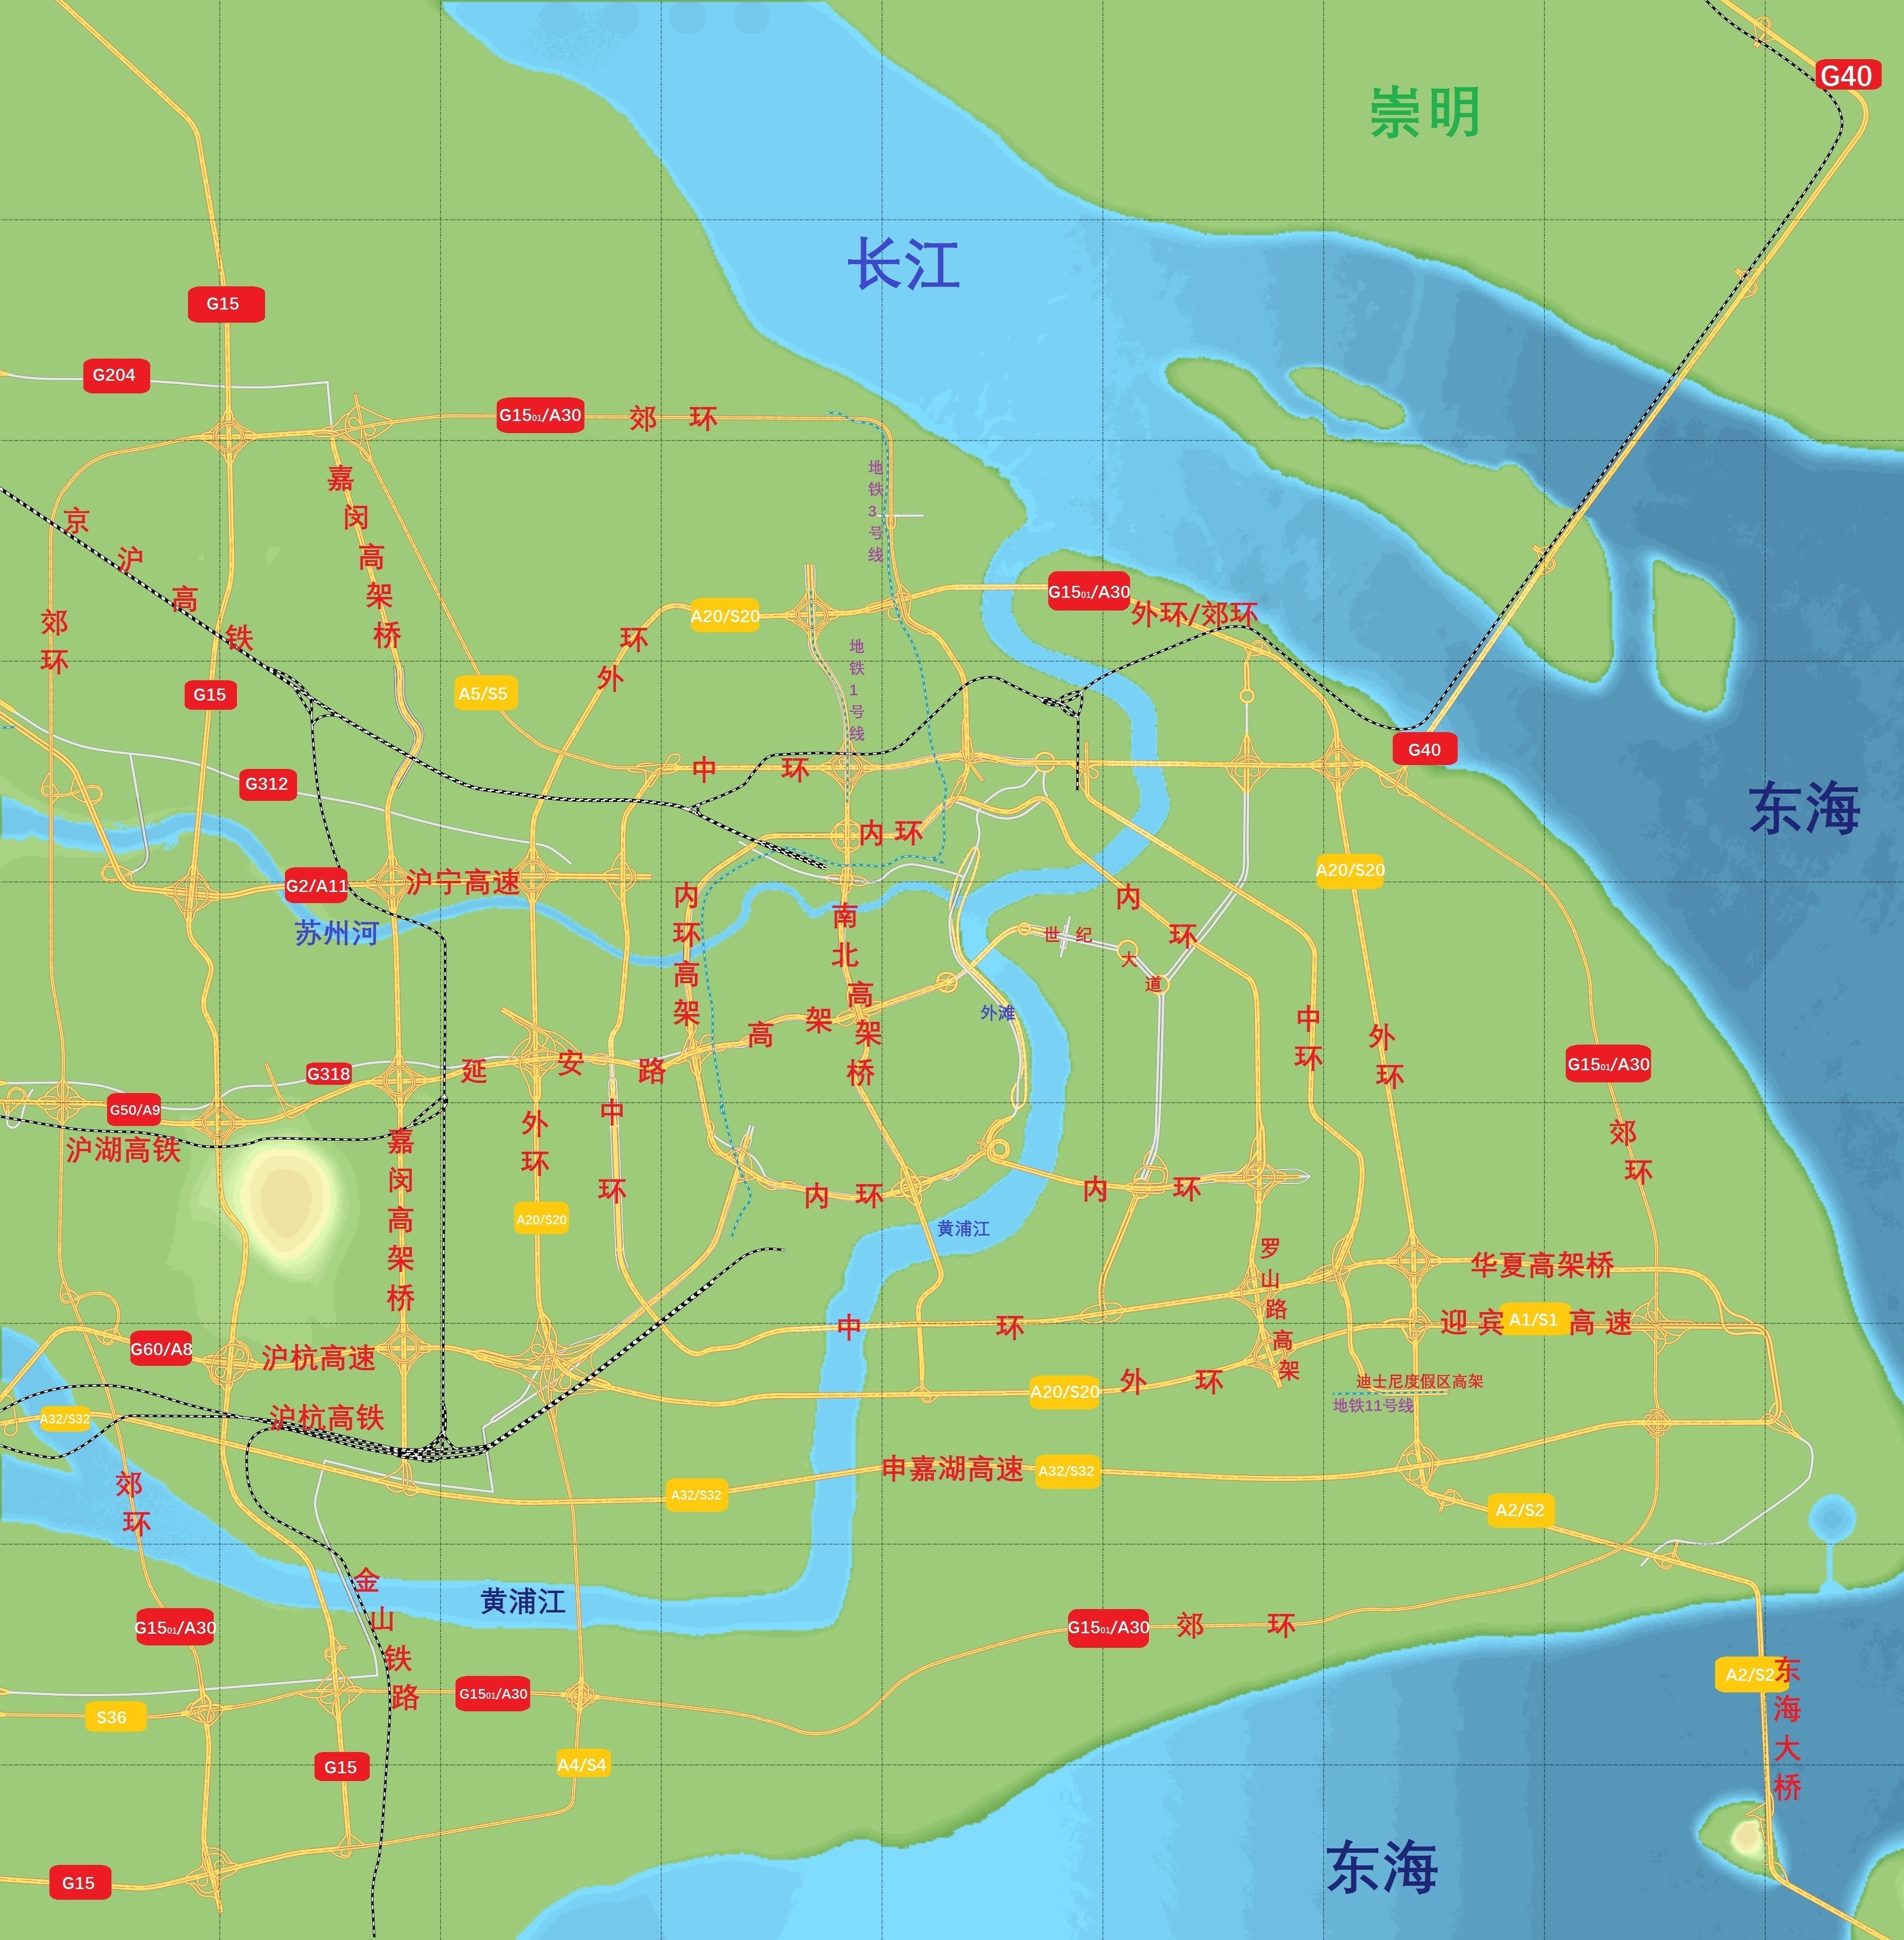 G40
崇明
长江
G15
G204
G15₀₁/A30
郊 环
地铁3号线
嘉闵高架桥
京沪高铁
G15₀₁/A30
外环/郊环
A20/S20
郊环
外环
地铁1号线
G15
A5/S5
G40
中 环
G312
东海
内环
A20/S20
G2/A11
沪宁高速
内环高架
内环
苏州河
南北高架桥
世纪大道
外滩
延安路高架
中环
外环
G15₀₁/A30
G318
G50/A9
沪湖高铁
外环
中环
嘉闵高架桥
郊环
内环
内环
A20/S20
黄浦江
罗山路高架
华夏高架桥
迎宾
A1/S1
高速
中 环
G60/A8
沪杭高速
迪士尼度假区高架
地铁11号线
A20/S20
外 环
A32/S32
沪杭高铁
申嘉湖高速
A32/S32
A32/S32
A2/S2
郊环
金山铁路
黄浦江
G15₀₁/A30
G15₀₁/A30
郊 环
A2/S2
东海大桥
G15₀₁/A30
S36
G15
A4/S4
东海
G15